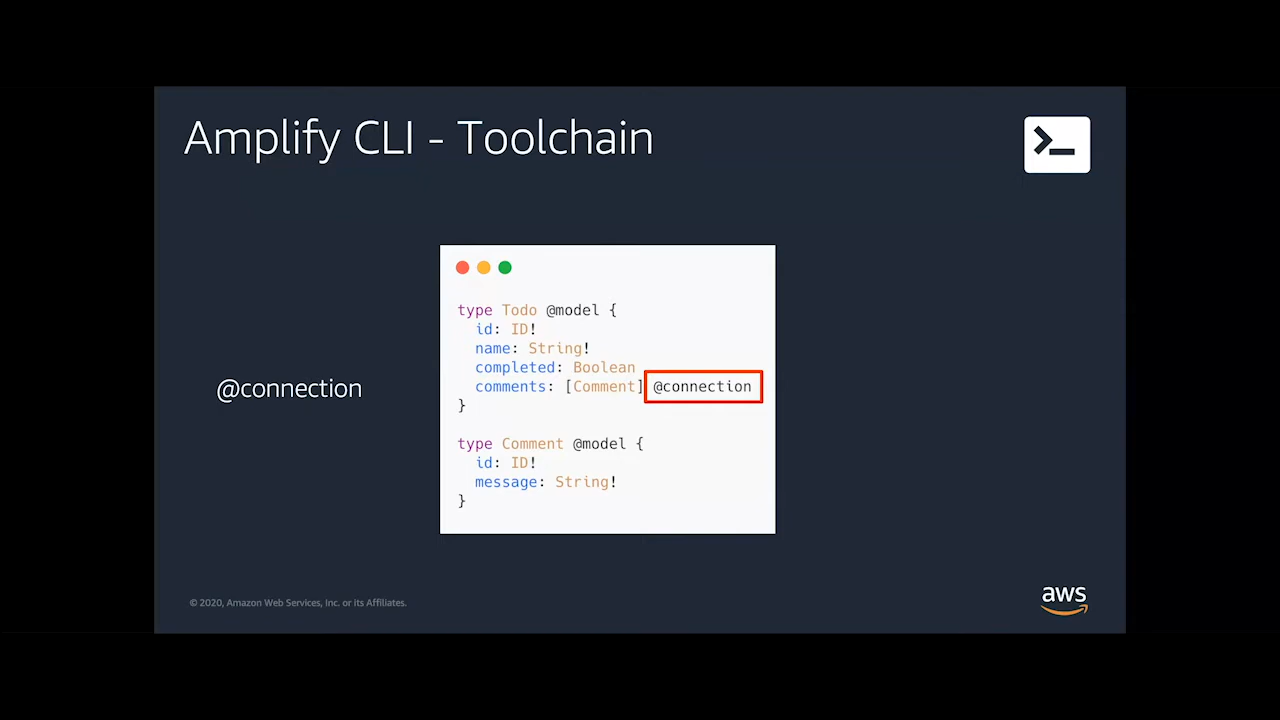 Amplify CLI - Toolchain
@connection
type Todo @model {
  id: ID!
  name: String!
  completed: Boolean
  comments: [Comment] @connection
}
type Comment @model {
  id: ID!
  message: String!
}
© 2020, Amazon Web Services, Inc. or its Affiliates.
aws